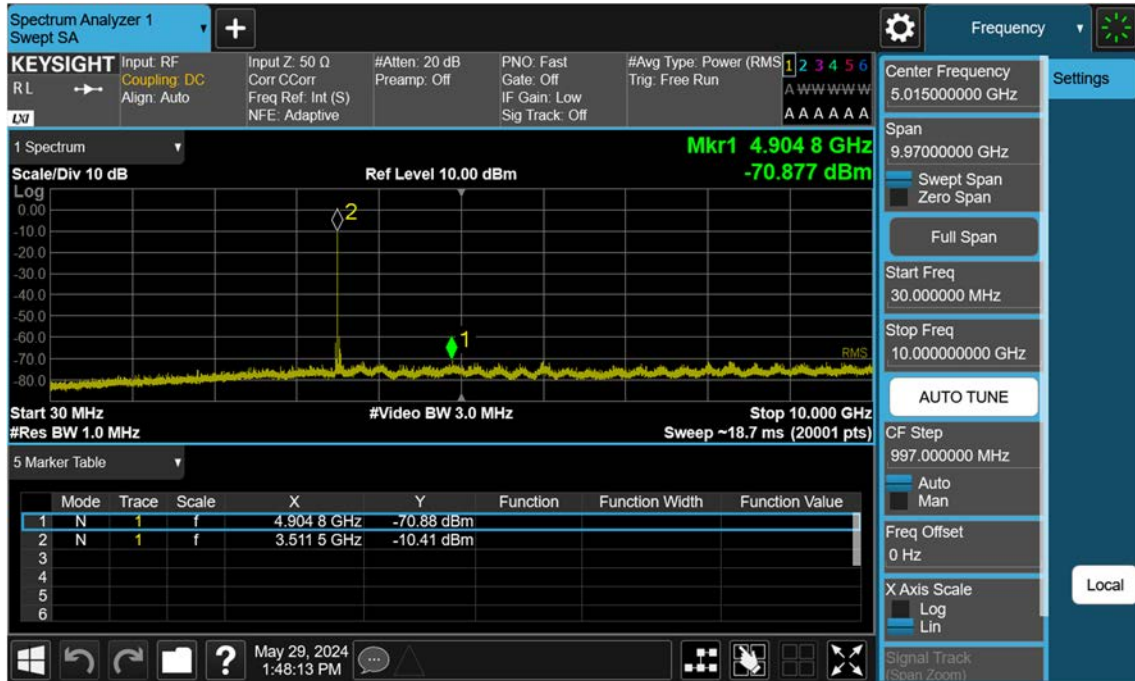 Spectrum Analyzer 1
Swept SA
+
Frequency
KEYSIGHT
R L
LXI
Input: RF
Coupling: DC
Align: Auto
Input Z: 50 Ω
Corr CCorr
Freq Ref: Int (S)
NFE: Adaptive
#Atten: 20 dB
Preamp: Off
PNO: Fast
Gate: Off
IF Gain: Low
Sig Track: Off
#Avg Type: Power (RMS
Trig: Free Run
1 2 3 4 5 6
A W W W W W
A A A A A A
1 Spectrum
Scale/Div 10 dB
Ref Level 10.00 dBm
Mkr1 4.904 8 GHz
-70.877 dBm
Log
0.00
-10.0
-20.0
-30.0
-40.0
-50.0
-60.0
-70.0
-80.0
2
1
RMS
Start 30 MHz
#Res BW 1.0 MHz
#Video BW 3.0 MHz
Stop 10.000 GHz
Sweep ~18.7 ms (20001 pts)
5 Marker Table
Mode Trace Scale X Y Function Function Width Function Value
1 N 1 f 4.904 8 GHz -70.88 dBm
2 N 1 f 3.511 5 GHz -10.41 dBm
3
4
5
6
?
May 29, 2024
1:48:13 PM
Center Frequency
5.015000000 GHz
Span
9.97000000 GHz
Swept Span
Zero Span
Full Span
Start Freq
30.000000 MHz
Stop Freq
10.000000000 GHz
AUTO TUNE
CF Step
997.000000 MHz
Auto
Man
Freq Offset
0 Hz
X Axis Scale
Log
Lin
Signal Track
(Span Zoom)
Settings
Local